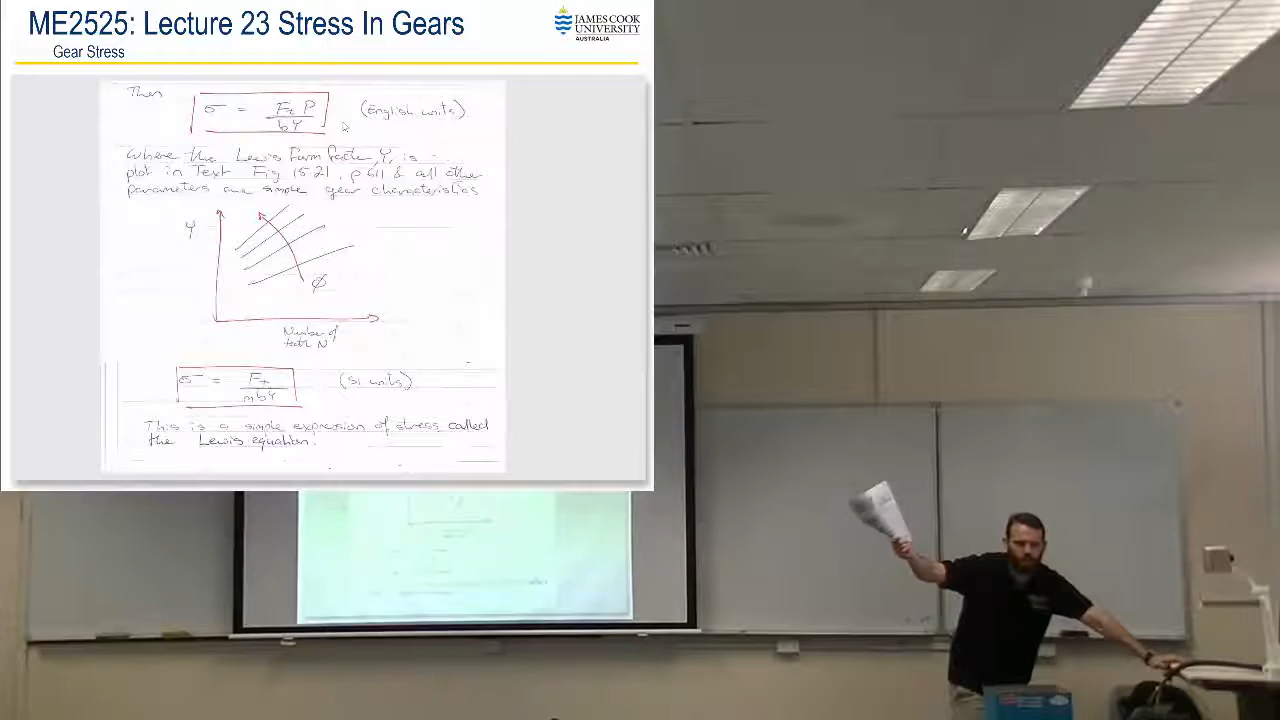 ME2525: Lecture 23 Stress In Gears
Gear Stress
JAMES COOK
UNIVERSITY
AUSTRALIA
Then
σ = Ft P / bY (English units)
Where the Lewis Form factor, Y, is
plot in Text Fig 15.21, p 611 & all other
parameters are simple gear characteristics
Y
φ
Number of
teeth N
σ = Ft / mbY (SI units)
This is a simple expression of stress called
the Lewis equation.